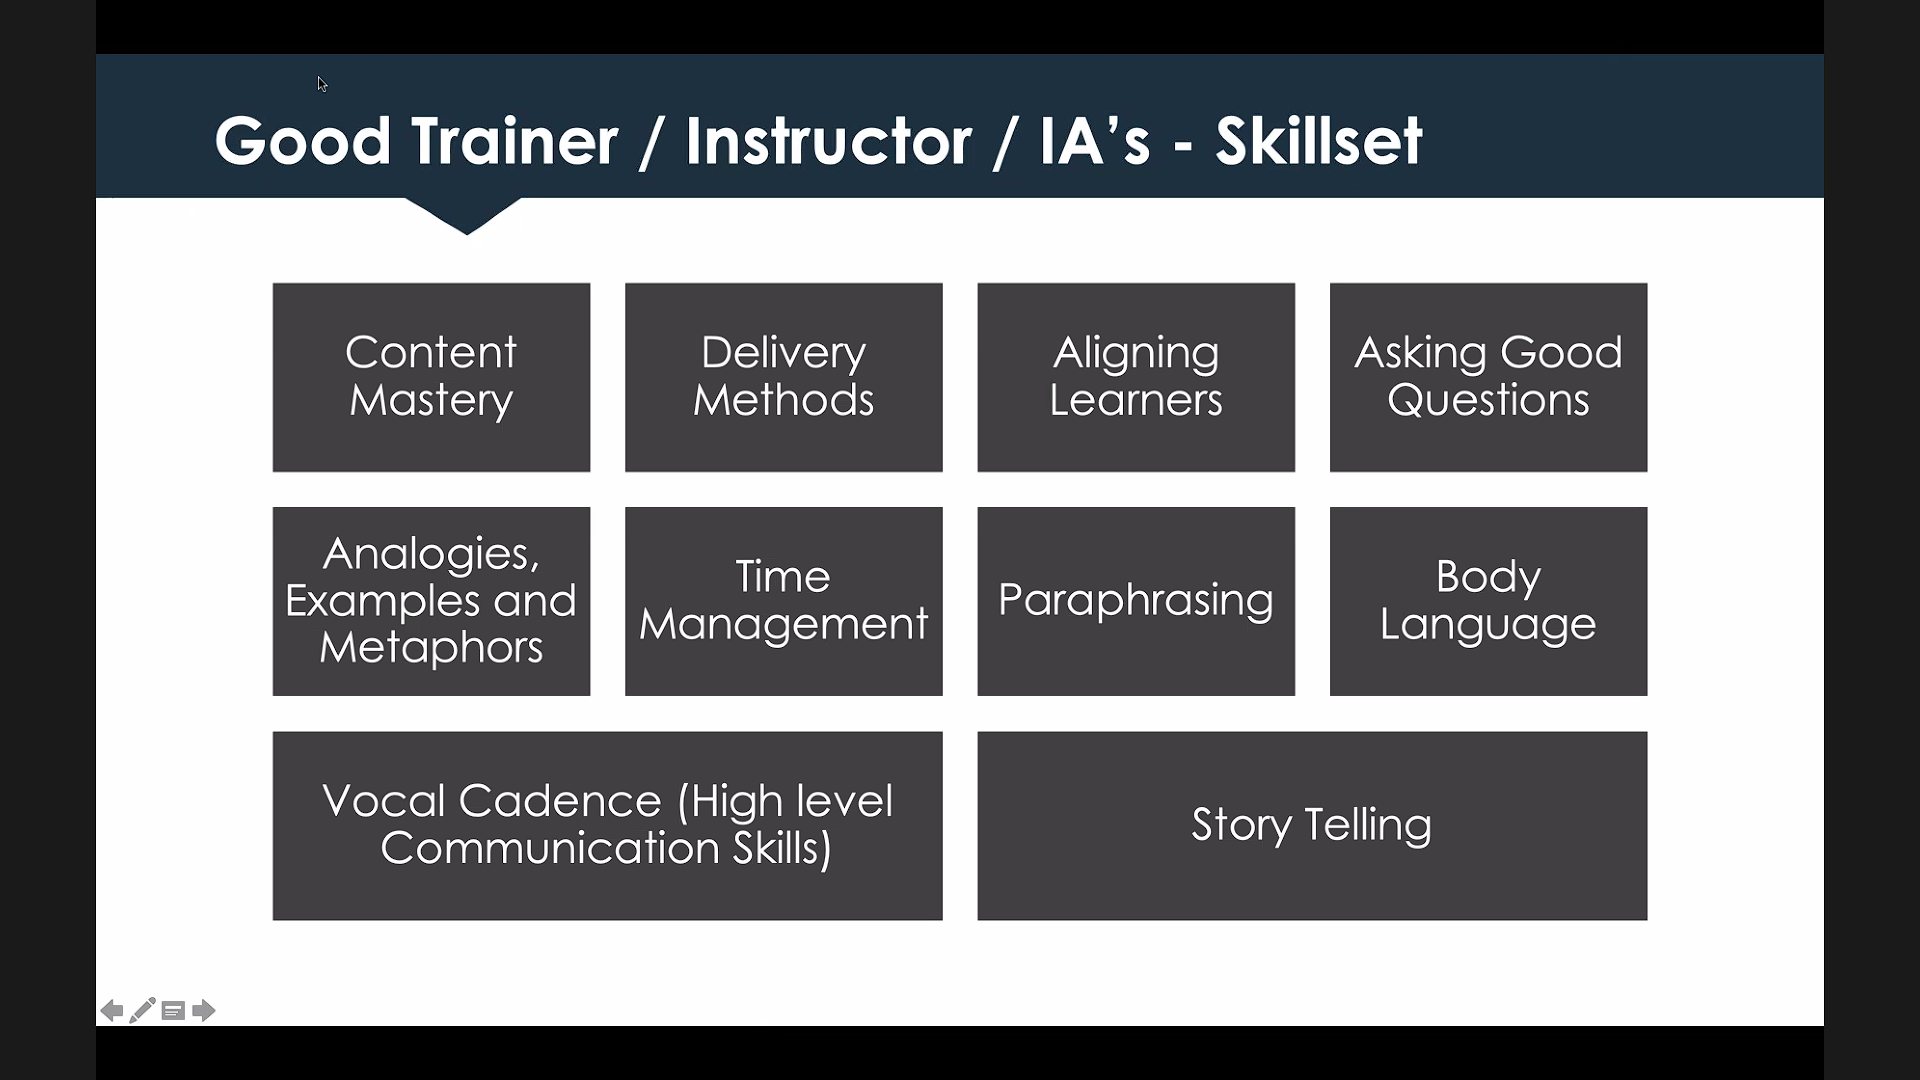 Good Trainer / Instructor / IA’s - Skillset
Content
Mastery
Delivery
Methods
Aligning
Learners
Asking Good
Questions
Analogies,
Examples and
Metaphors
Time
Management
Paraphrasing
Body
Language
Vocal Cadence (High level
Communication Skills)
Story Telling